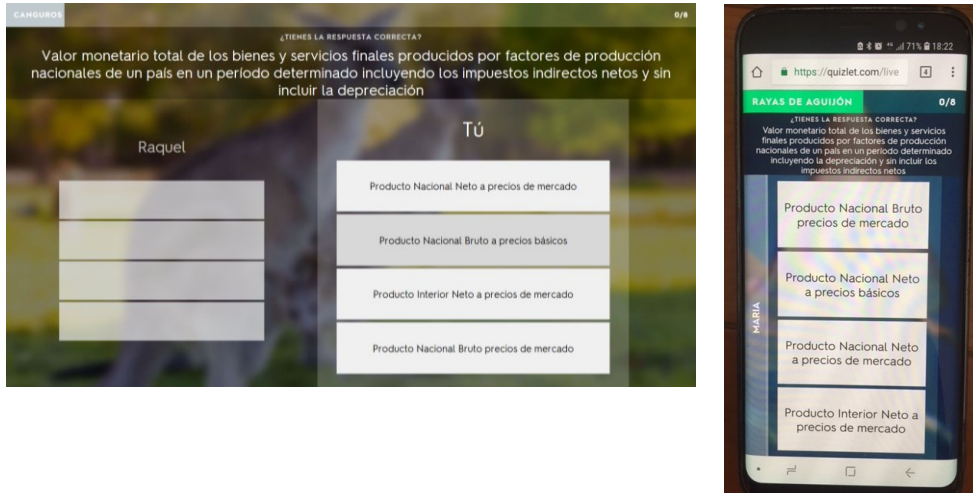 CANGUROS
0/8
¿TIENES LA RESPUESTA CORRECTA?
Valor monetario total de los bienes y servicios finales producidos por factores de producción
nacionales de un país en un período determinado incluyendo los impuestos indirectos netos y sin
incluir la depreciación
Raquel
Tú
Producto Nacional Neto a precios de mercado
Producto Nacional Bruto a precios básicos
Producto Interior Neto a precios de mercado
Producto Nacional Bruto precios de mercado
71% 18:22
https://quizlet.com/live
4
RAYAS DE AGUIJÓN
0/8
¿TIENES LA RESPUESTA CORRECTA?
Valor monetario total de los bienes y servicios
finales producidos por factores de producción
nacionales de un país en un período determinado
incluyendo la depreciación y sin incluir los
impuestos indirectos netos
MARIA
Producto Nacional Bruto
precios de mercado
Producto Nacional Neto
a precios básicos
Producto Nacional Neto
a precios de mercado
Producto Interior Neto a
precios de mercado